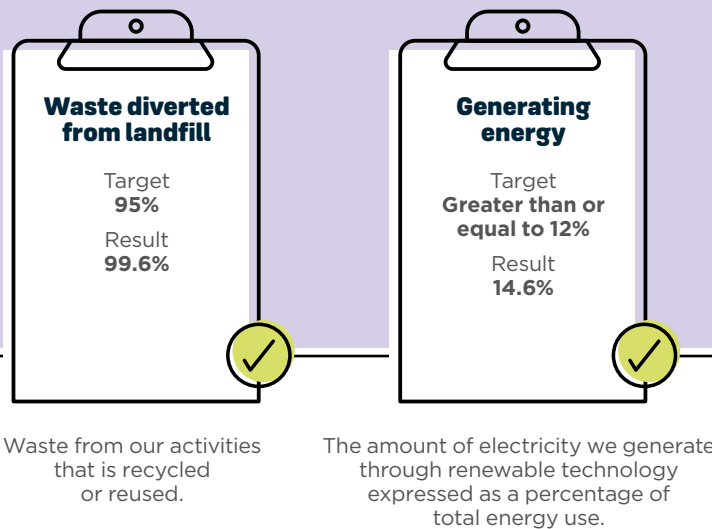 Waste diverted
from landfill
Target
95%
Result
99.6%
Waste from our activities
that is recycled
or reused.
Generating
energy
Target
Greater than or
equal to 12%
Result
14.6%
The amount of electricity we generate
through renewable technology
expressed as a percentage of
total energy use.